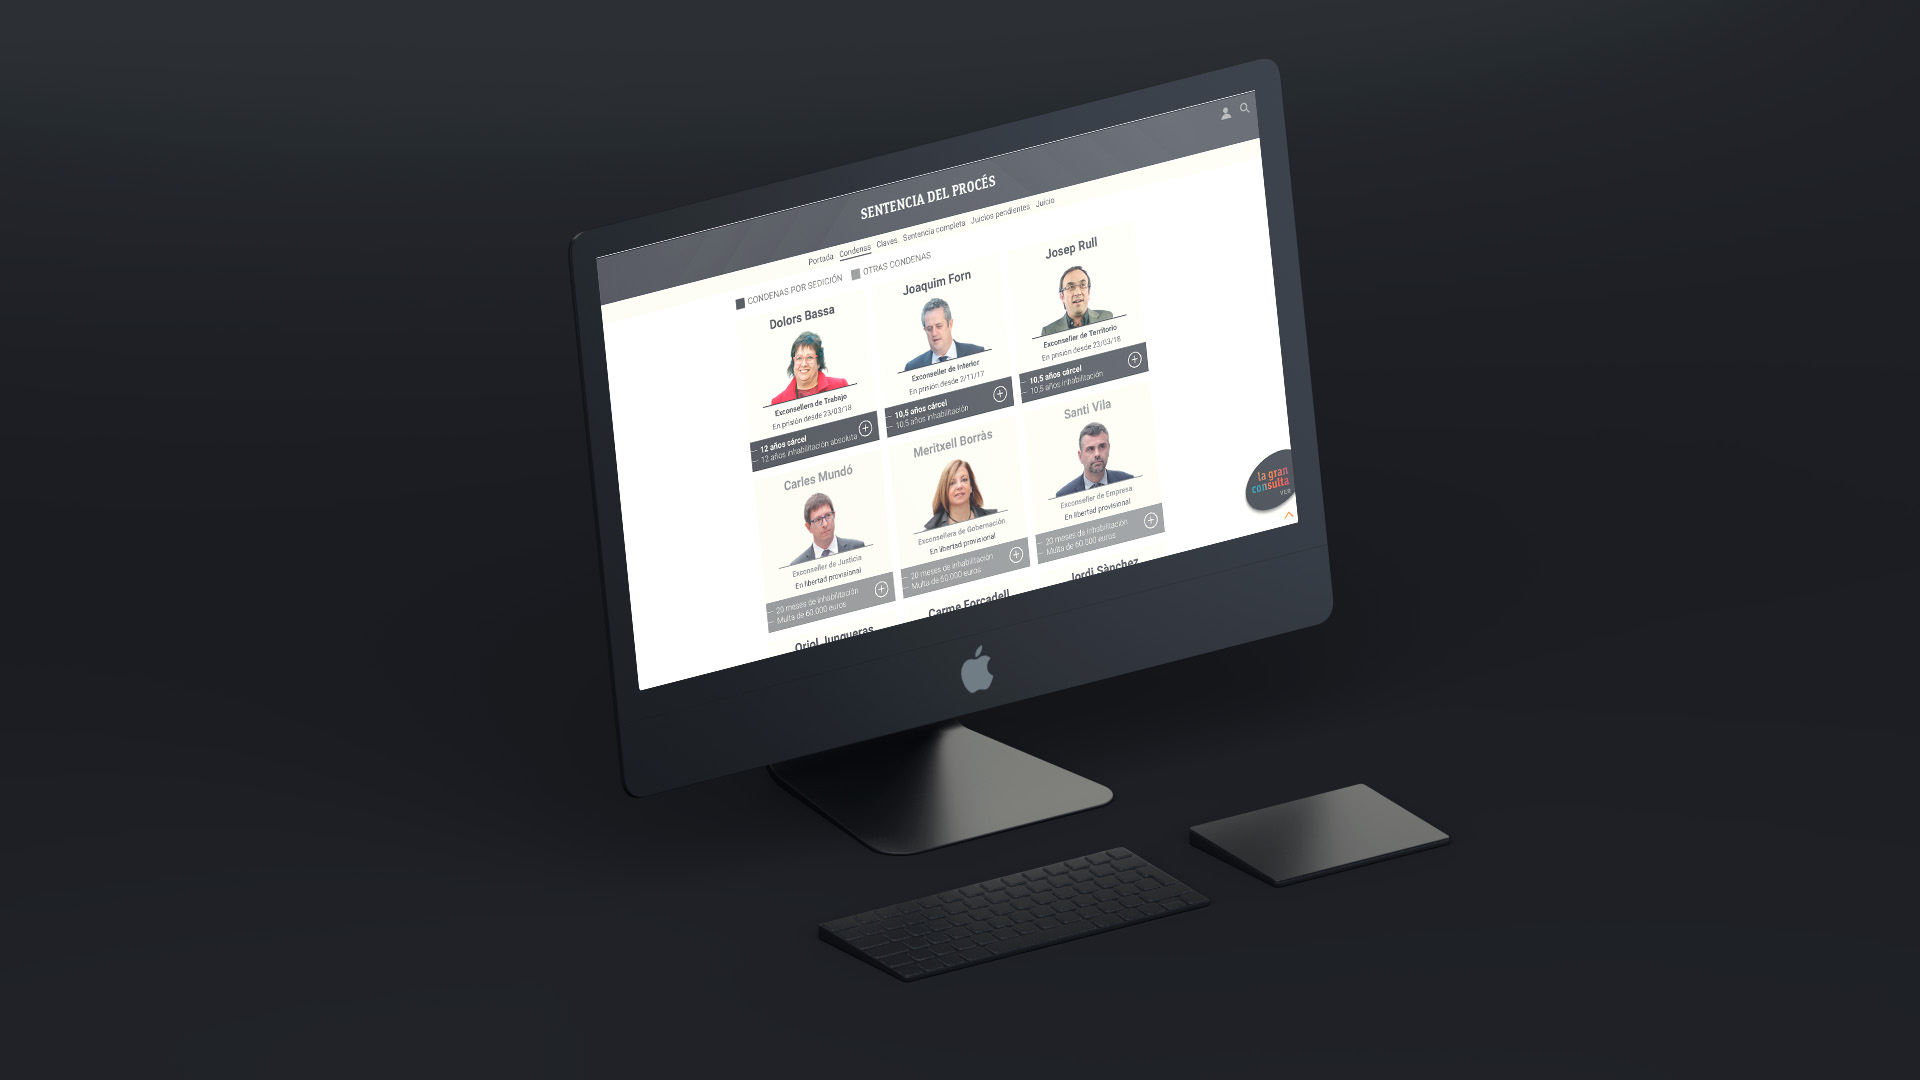 SENTENCIA DEL PROCÉS
Portada Condenas Claves Sentencia completa Juicios pendientes Juicio
CONDENAS POR SEDICIÓN OTRAS CONDENAS
Dolors Bassa
Exconsellera de Trabajo
En prisión desde 23/03/18
12 años cárcel
12 años inhabilitación absoluta
Joaquim Forn
Exconseller de Interior
En prisión desde 2/11/17
10,5 años cárcel
10,5 años inhabilitación
Josep Rull
Exconseller de Territorio
En prisión desde 23/03/18
10,5 años cárcel
10,5 años inhabilitación
Carles Mundó
Exconseller de Justicia
En libertad provisional
20 meses de inhabilitación
Multa de 60.000 euros
Meritxell Borràs
Exconsellera de Gobernación
En libertad provisional
20 meses de inhabilitación
Multa de 60.000 euros
Santi Vila
Exconseller de Empresa
En libertad provisional
20 meses de inhabilitación
Multa de 60.000 euros
Oriol Junqueras
Carme Forcadell
Jordi Sànchez
la gran
consulta